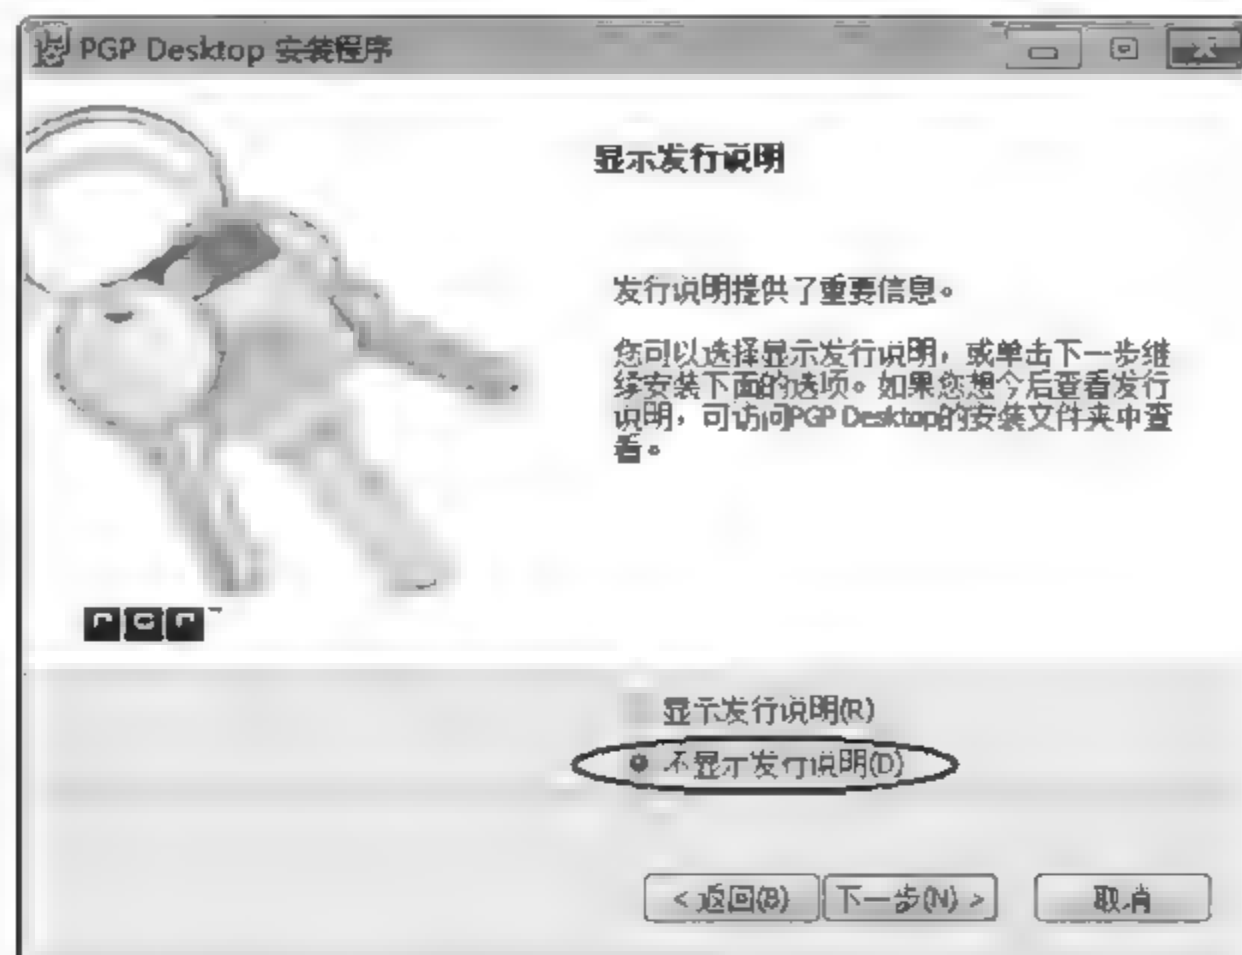 PGP Desktop 安装程序
显示发行说明
发行说明提供了重要信息。
您可以选择显示发行说明，或单击下一步继
续安装下面的选项。如果您想今后查看发行
说明，可访问PGP Desktop的安装文件夹中查
看。
PGP
显示发行说明(R)
不显示发行说明(D)
< 返回(B)
下一步(N) >
取消